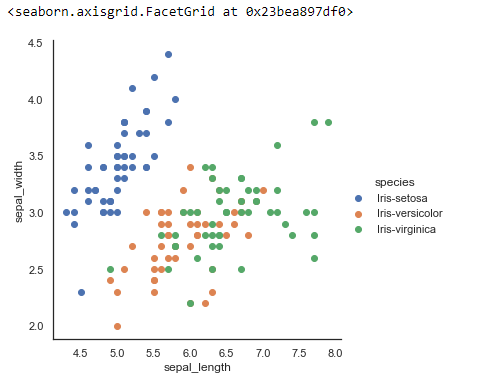 <seaborn.axisgrid.FacetGrid at 0x23bea897df0>
4.5
4.0
3.5
3.0
2.5
2.0
sepal_width
4.5 5.0 5.5 6.0 6.5 7.0 7.5 8.0
sepal_length
species
Iris-setosa
Iris-versicolor
Iris-virginica